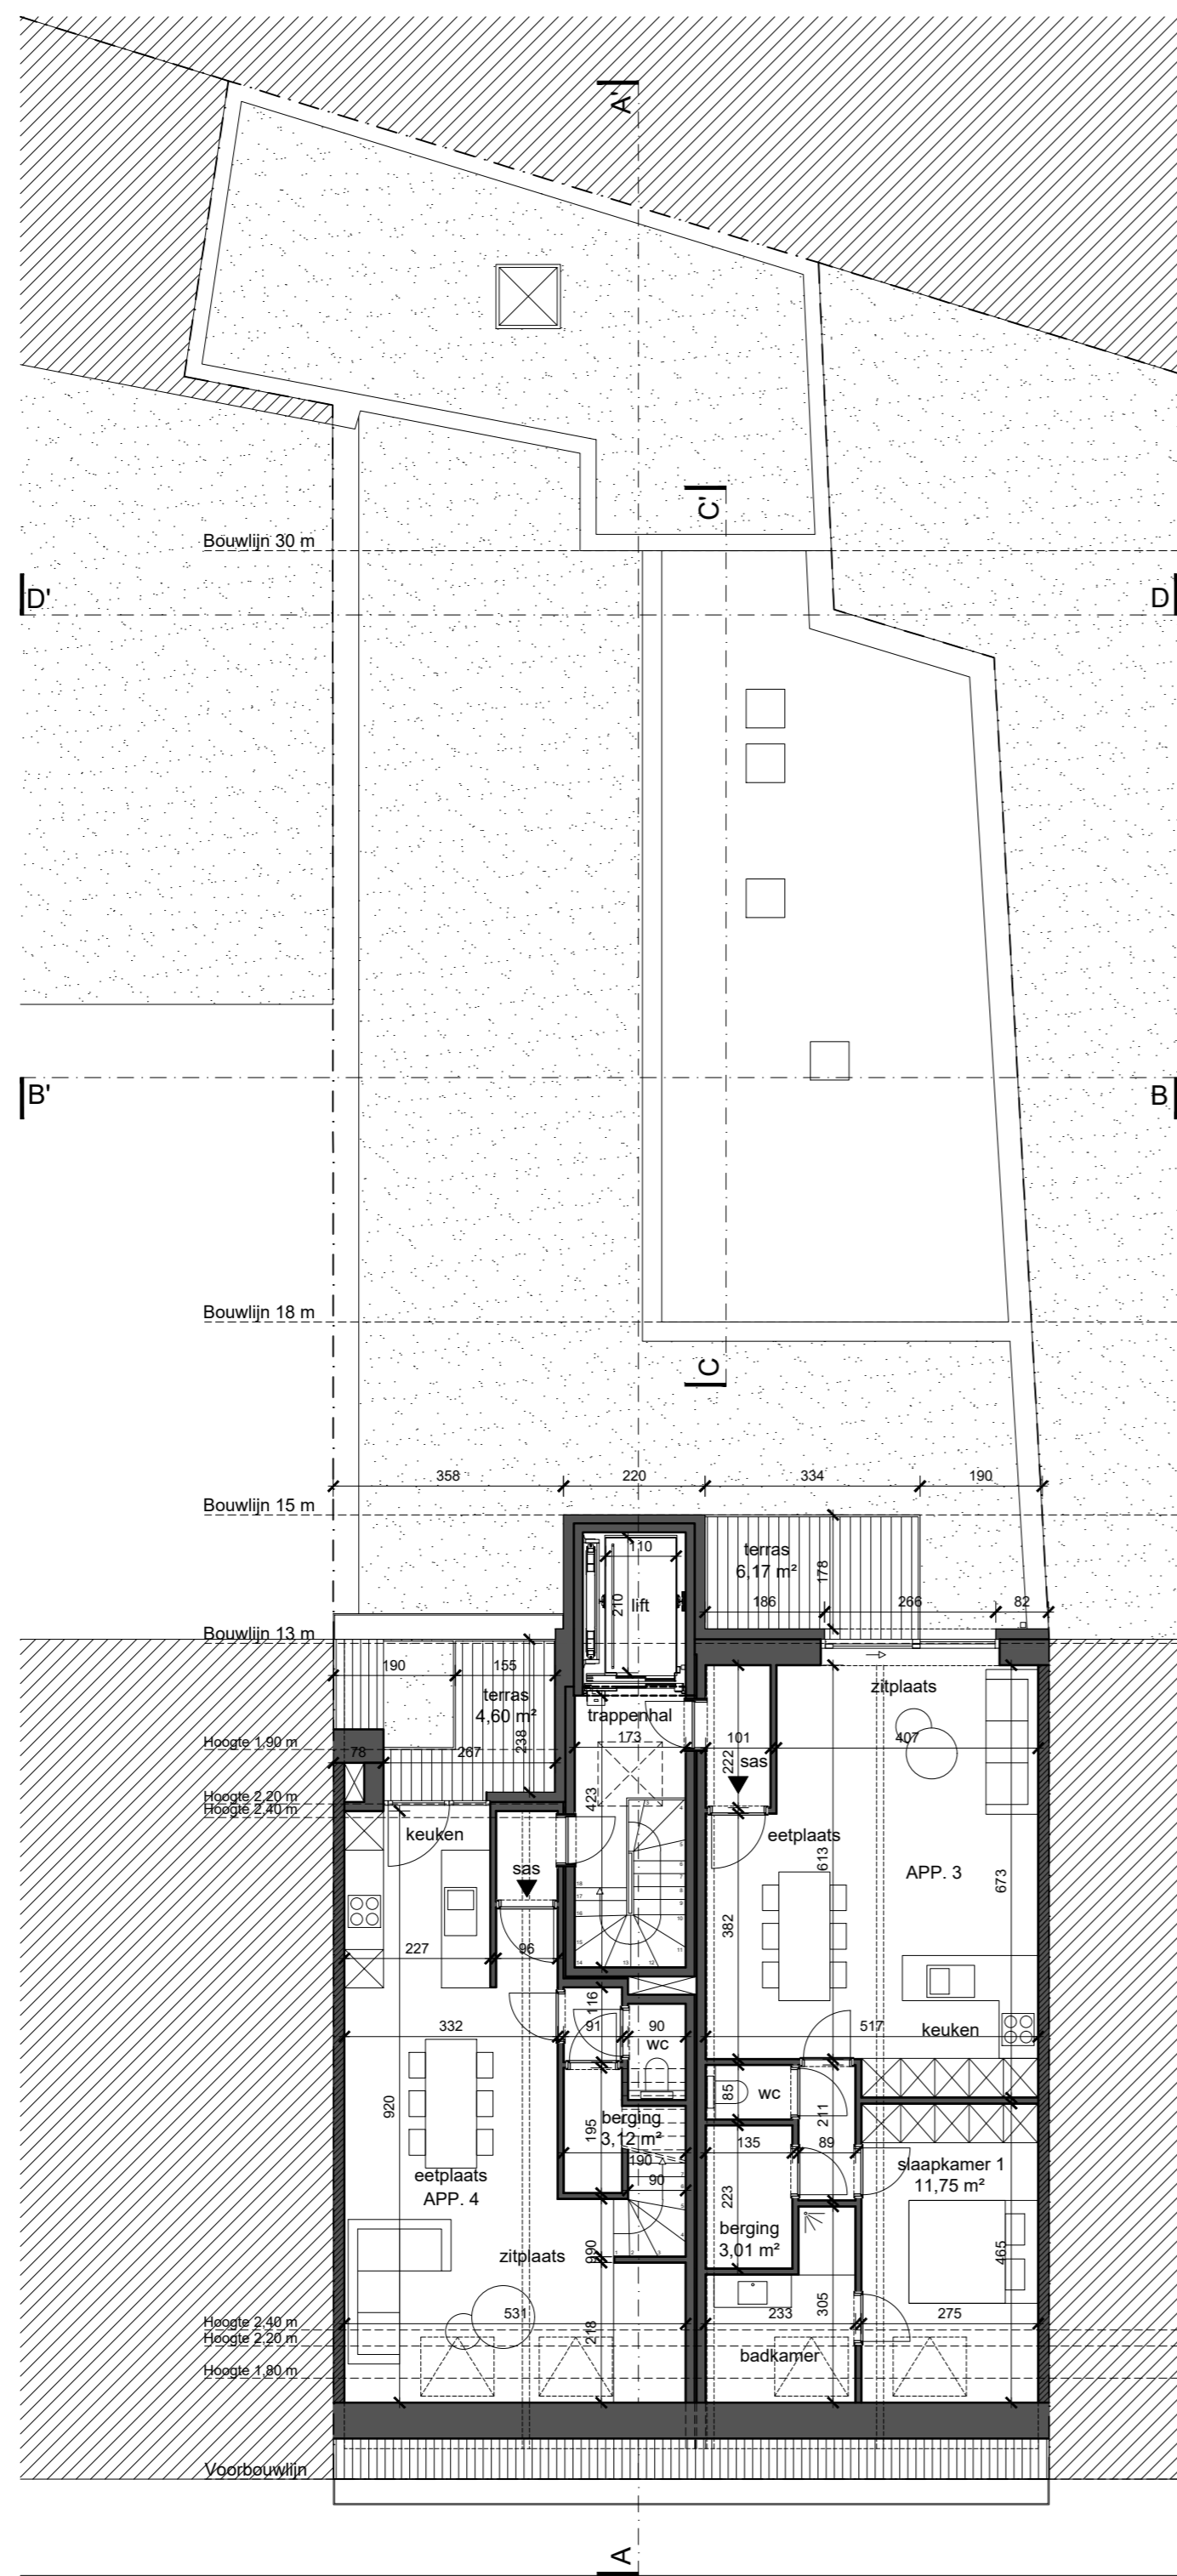 A'
C'
Bouwlijn 30 m
D'
D
B'
B
Bouwlijn 18 m
C
358
220
334
190
Bouwlijn 15 m
terras
6,17 m²
178
110
210
lift
186
266
82
Bouwlijn 13 m
190
155
terras
4,60 m²
238
trappenhal
173
zitplaats
Hoogte 1,90 m
78
267
101
407
222
sas
Hoogte 2,20 m
Hoogte 2,40 m
423
keuken
eetplaats
613
sas
APP. 3
673
382
227
96
116
332
91
90
wc
517
keuken
920
85
wc
211
195
berging
3,12 m²
135
89
190
90
eetplaats
APP. 4
slaapkamer 1
11,75 m²
223
berging
3,01 m²
zitplaats
990
465
531
218
233
305
275
Hoogte 2,40 m
Hoogte 2,20 m
badkamer
Hoogte 1,80 m
Voorbouwlijn
A